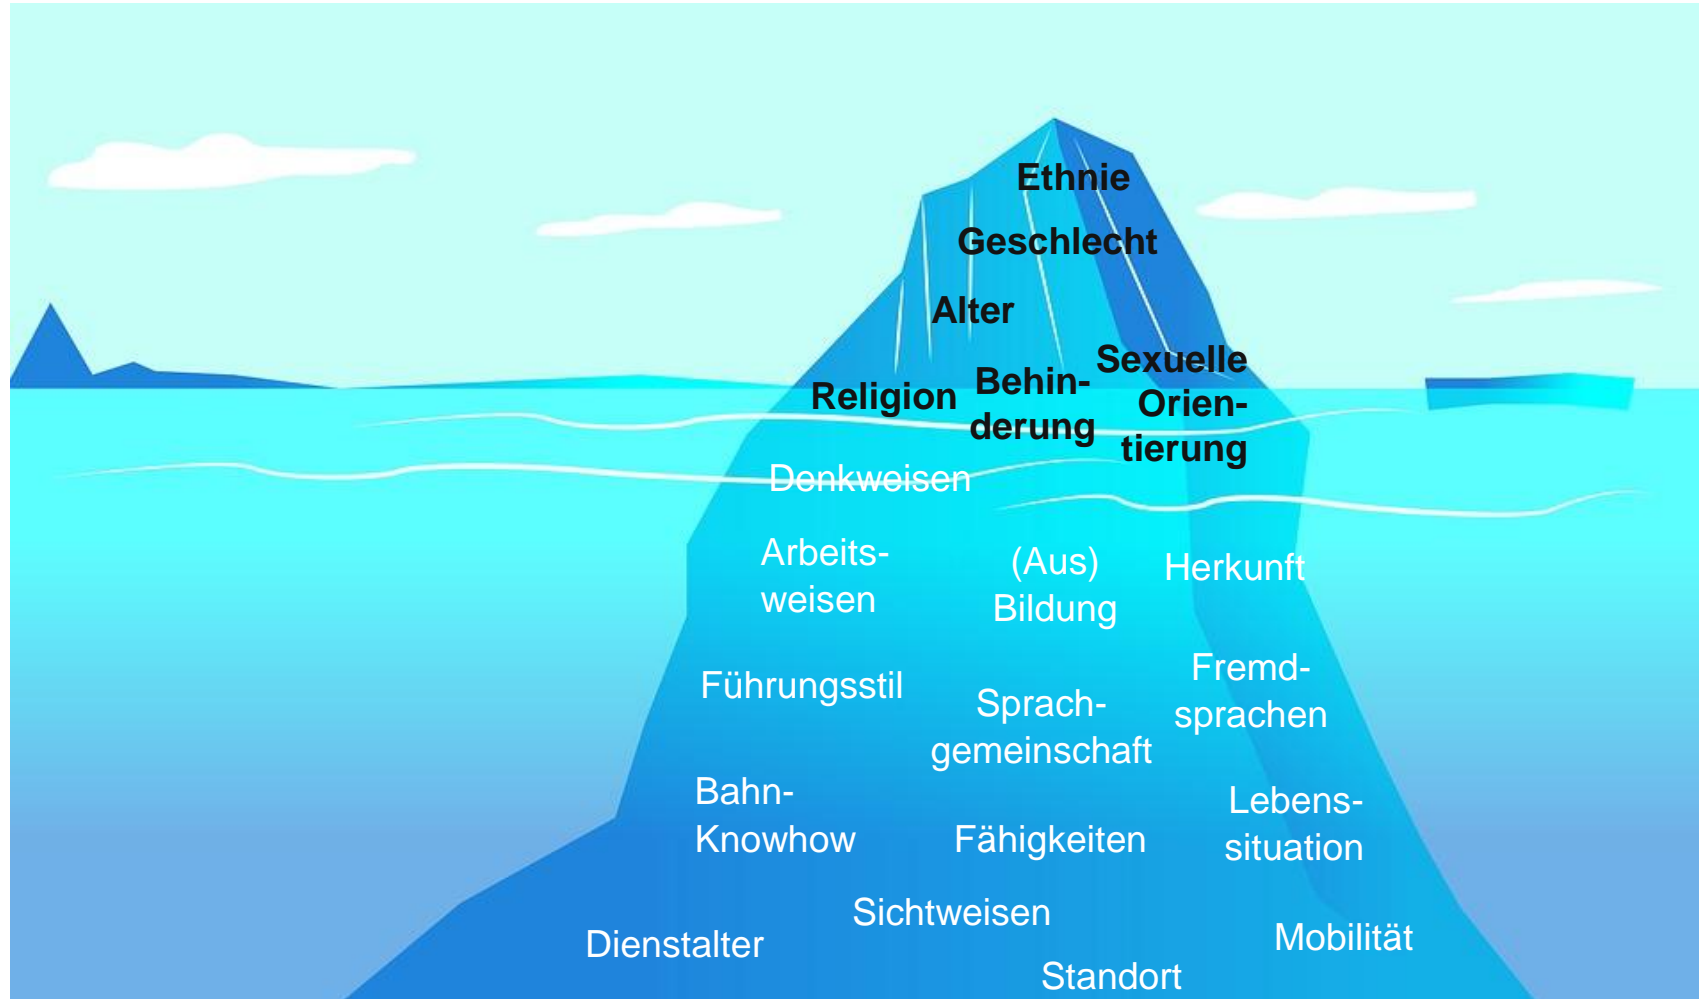 Ethnie
Geschlecht
Alter
Religion
Behin-
derung
Sexuelle
Orien-
tierung
Denkweisen
Arbeits-
weisen
(Aus)
Bildung
Herkunft
Führungsstil
Sprach-
gemeinschaft
Fremd-
sprachen
Bahn-
Knowhow
Fähigkeiten
Lebens-
situation
Sichtweisen
Dienstalter
Mobilität
Standort